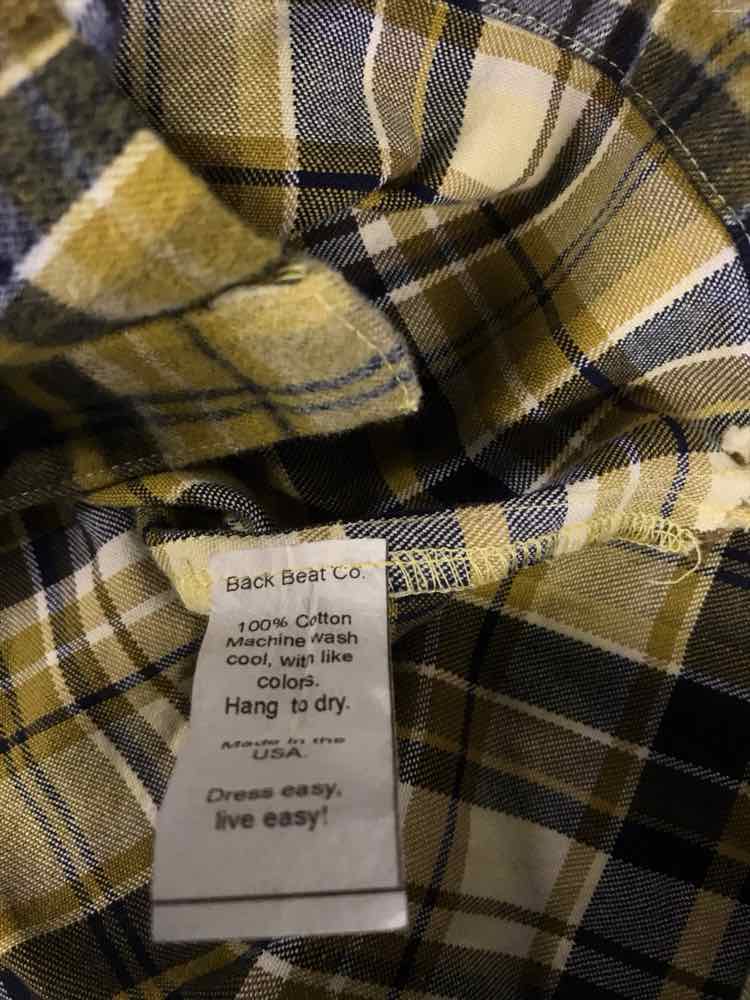 Back Beat Co.
100% Cotton
Machine wash
cool, with like
colors.
Hang to dry.
Made in the
USA.
Dress easy,
live easy!